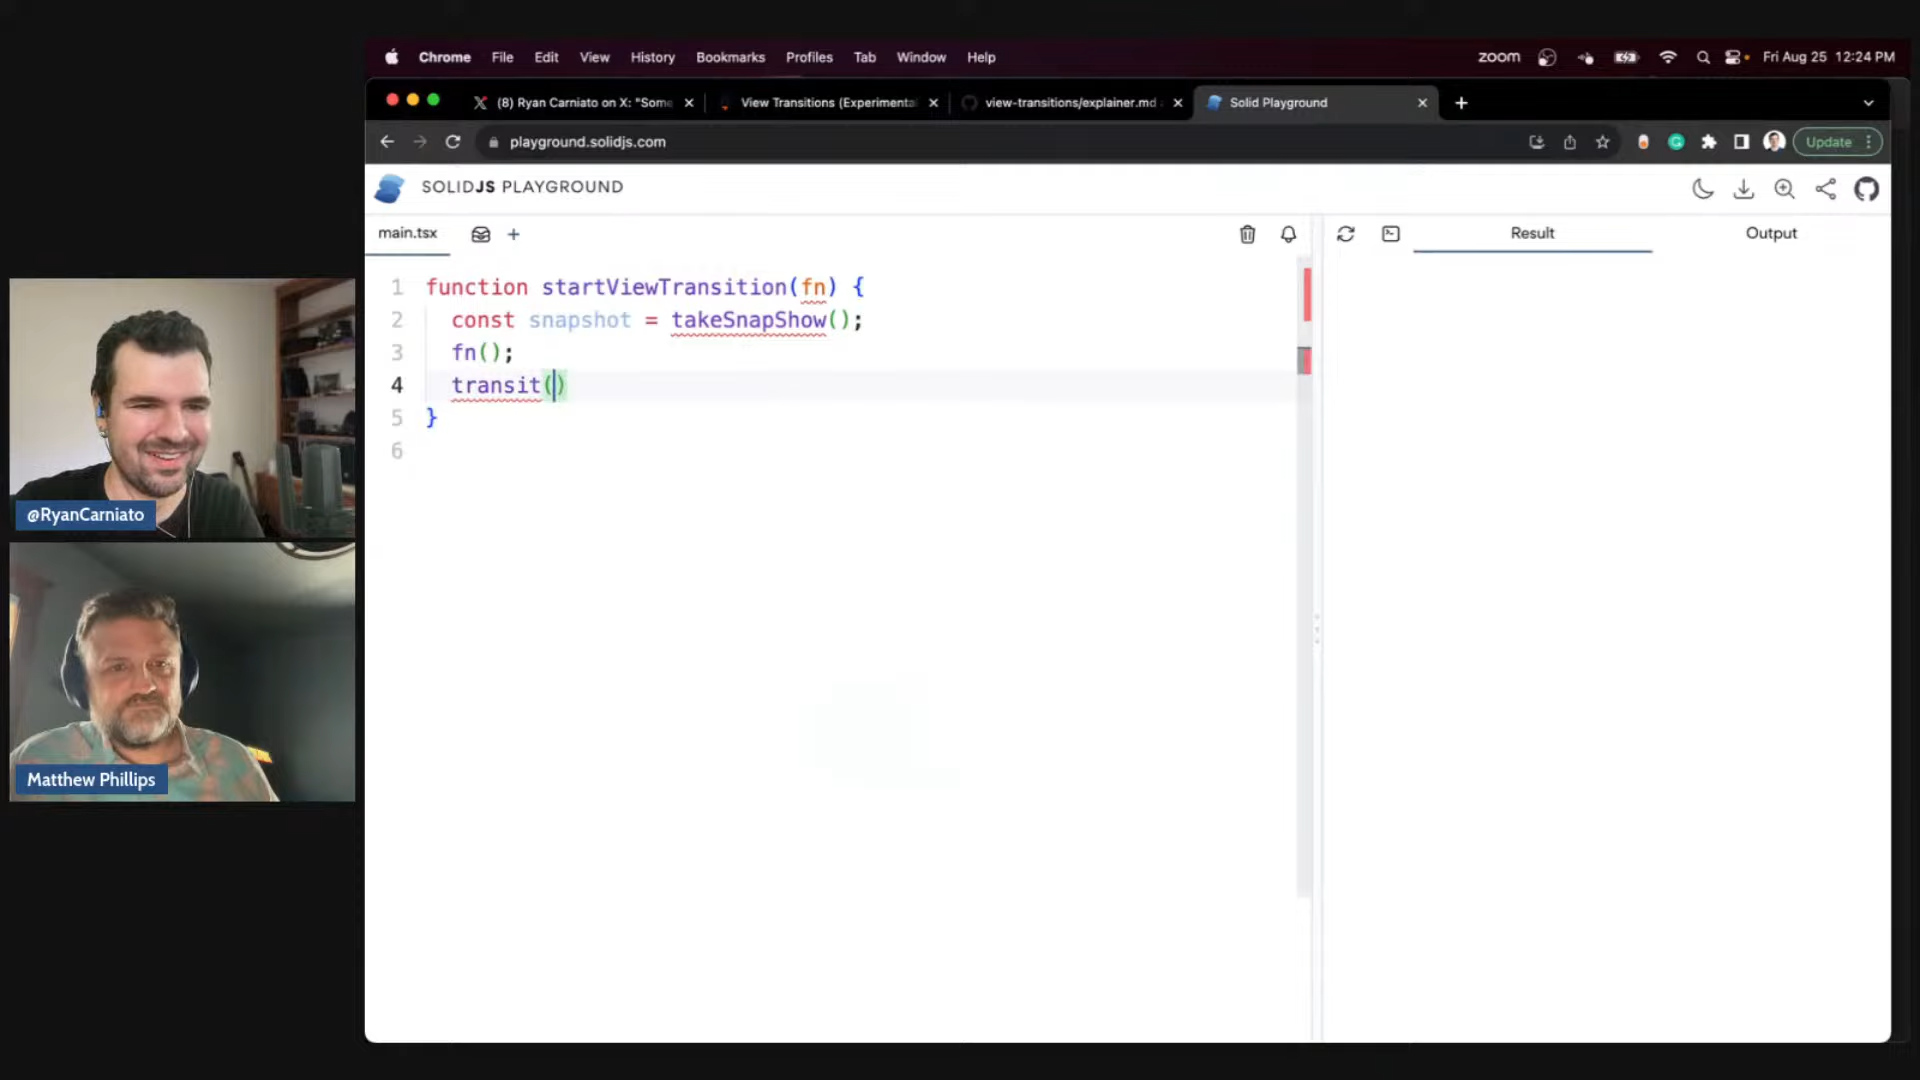 Chrome File Edit View History Bookmarks Profiles Tab Window Help
zoom Fri Aug 25 12:24 PM
(8) Ryan Carniato on X: "Some
View Transitions (Experimenta
view-transitions/explainer.md
Solid Playground
playground.solidjs.com
Update
SOLIDJS PLAYGROUND
main.tsx
Result
Output
1 function startViewTransition(fn) {
2 const snapshot = takeSnapShow();
3 fn();
4 transit()
5 }
6
@RyanCarniato
Matthew Phillips